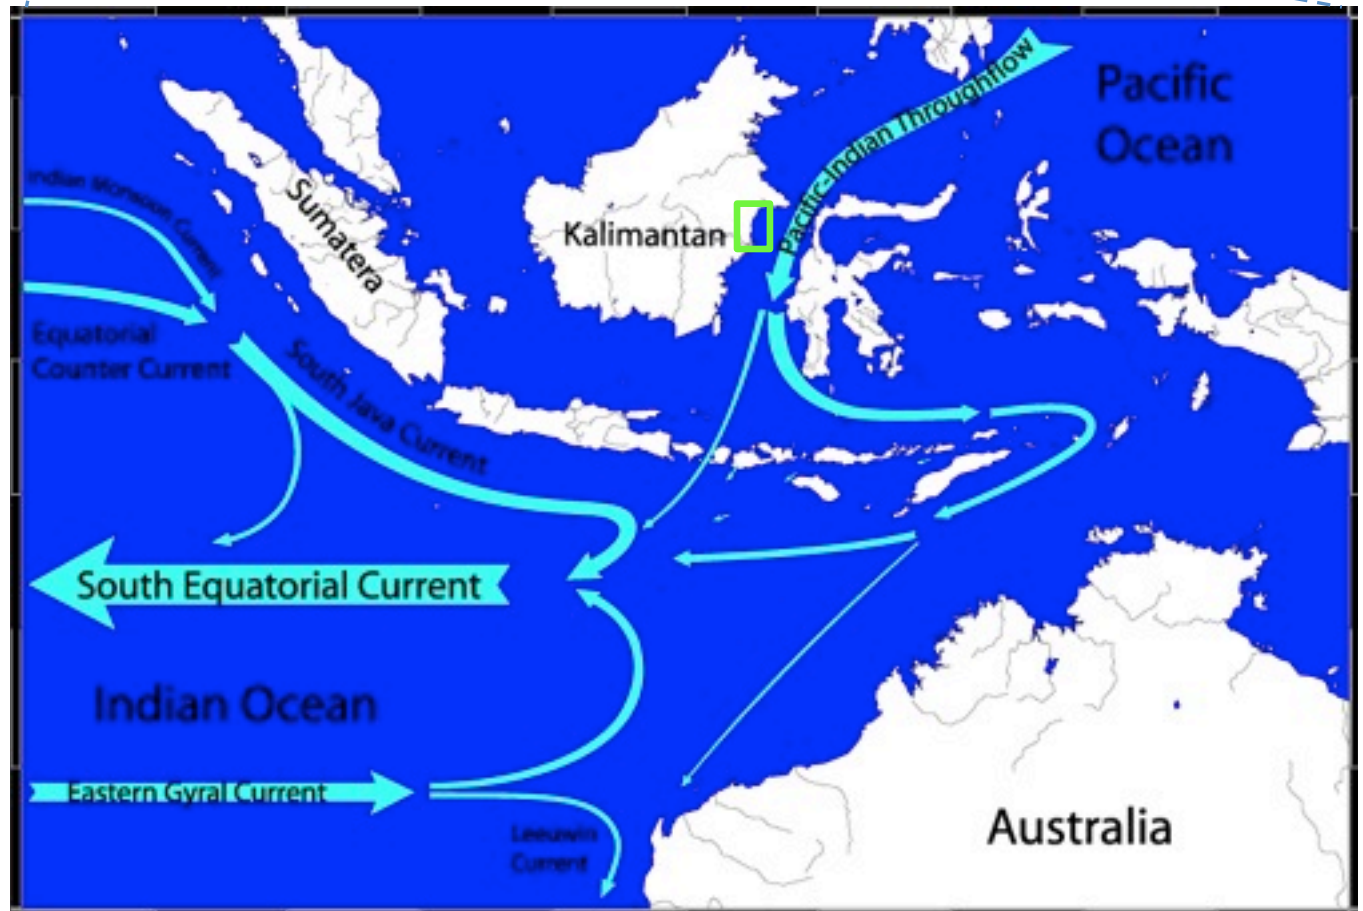 Pacific
Ocean
Pacific-Indian Throughflow
Indian Monsoon Current
Sumatera
Kalimantan
Equatorial
Counter Current
South Java Current
South Equatorial Current
Indian Ocean
Eastern Gyral Current
Leeuwin
Current
Australia